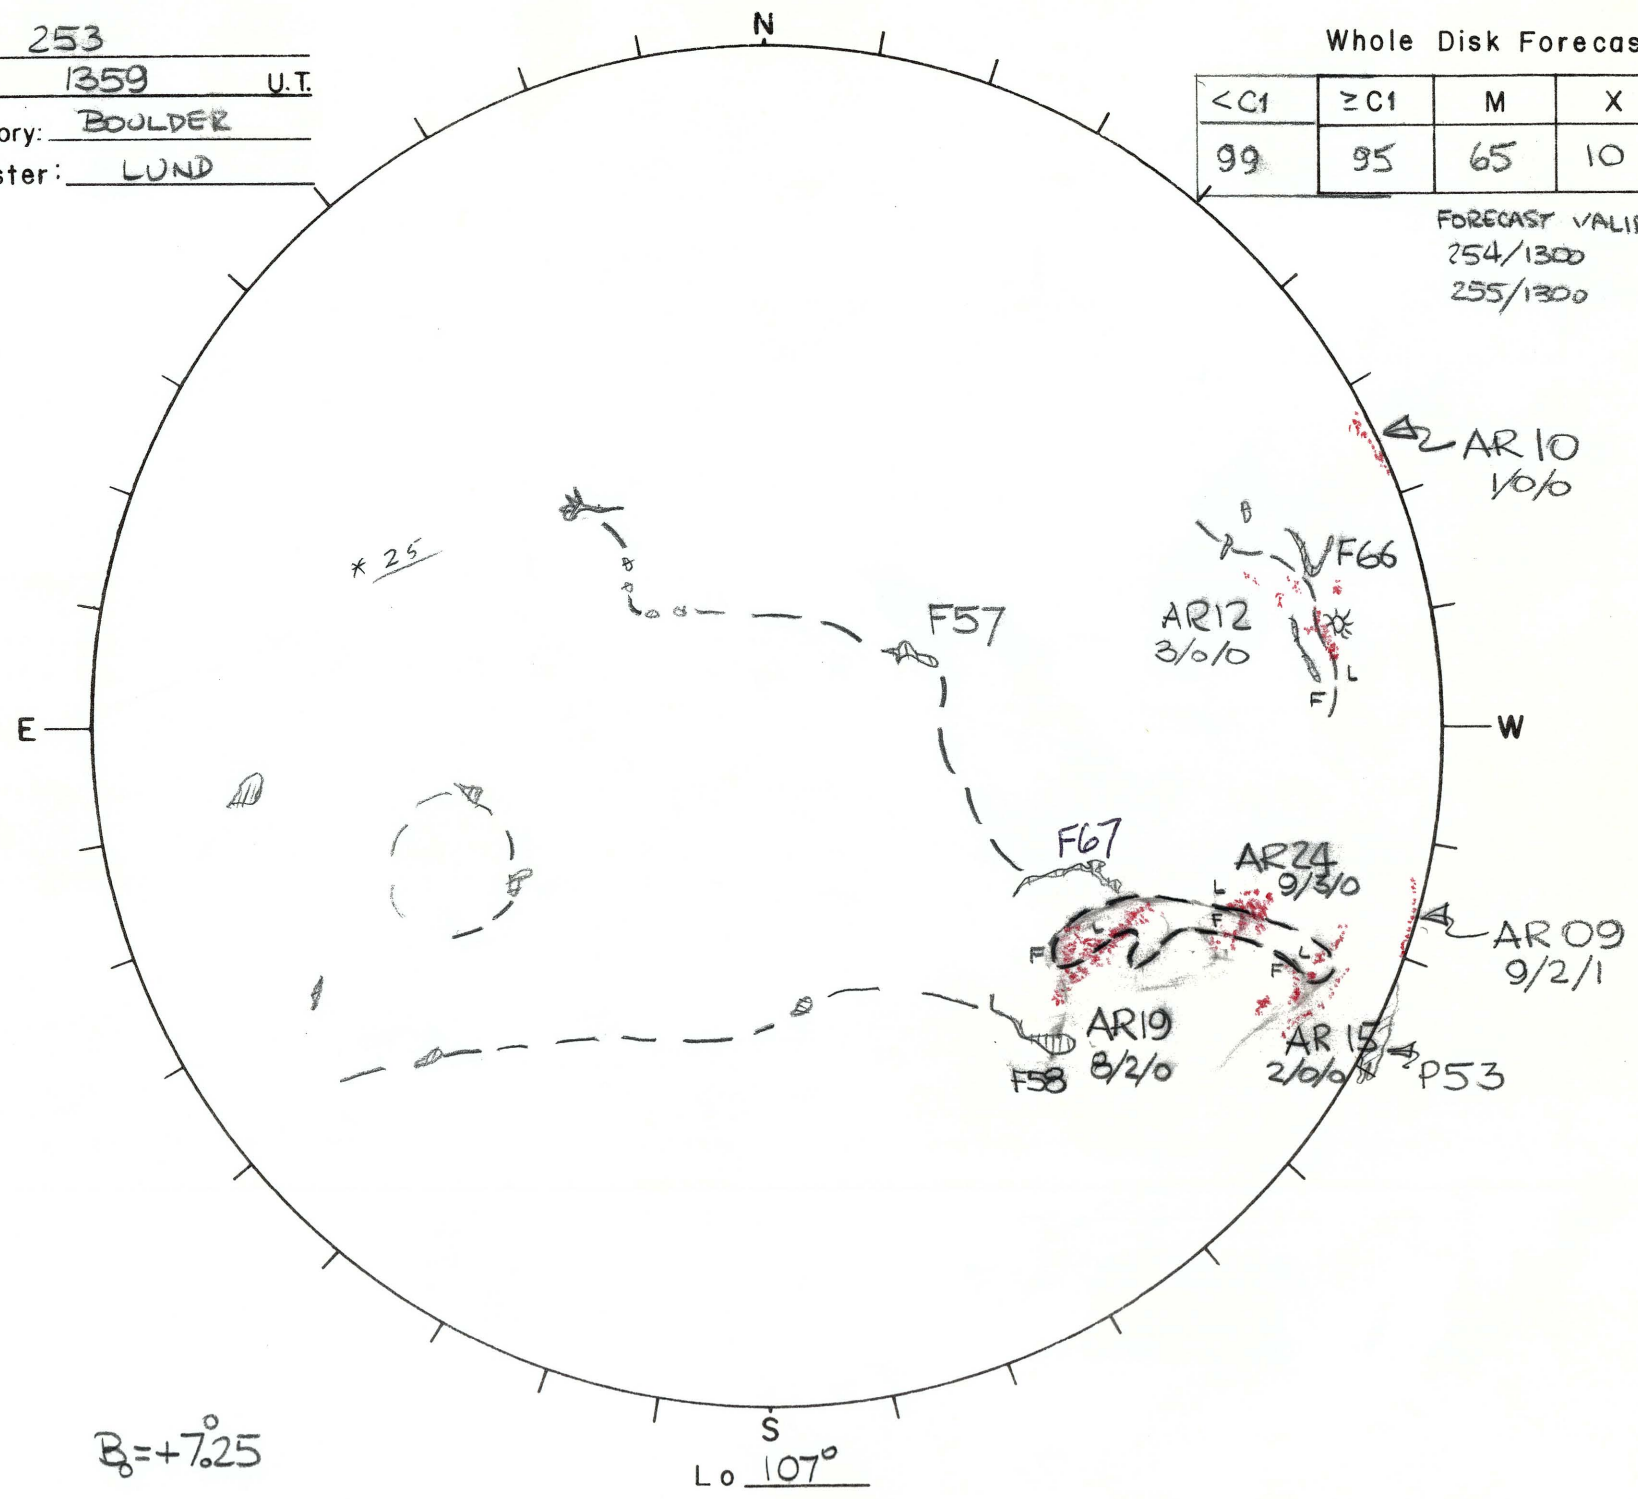 253
1359 U.T.
ory: BOULDER
ster: LUND
N
Whole Disk Forecas
<C1 ≥C1 M X
99 95 65 10
FORECAST VALI
254/1300
255/1300
AR 10
1/0/0
* 25
F66
AR12
3/0/0
F57
L
F
E
W
F67
AR24
9/3/0
L
F
AR 09
9/2/1
F
L
L
F
AR19
8/2/0
F58
AR 15
2/0/0
P53
S
B₀=+7.°25
Lo 107°